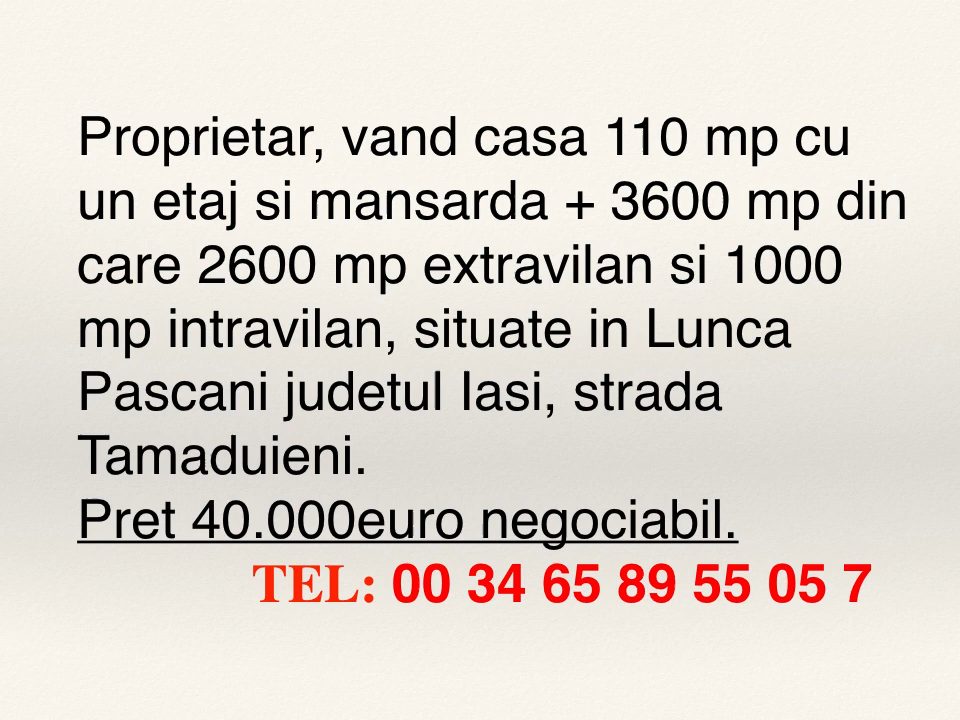 Proprietar, vand casa 110 mp cu
un etaj si mansarda + 3600 mp din
care 2600 mp extravilan si 1000
mp intravilan, situate in Lunca
Pascani judetul Iasi, strada
Tamaduieni.
Pret 40.000euro negociabil.
TEL: 00 34 65 89 55 05 7